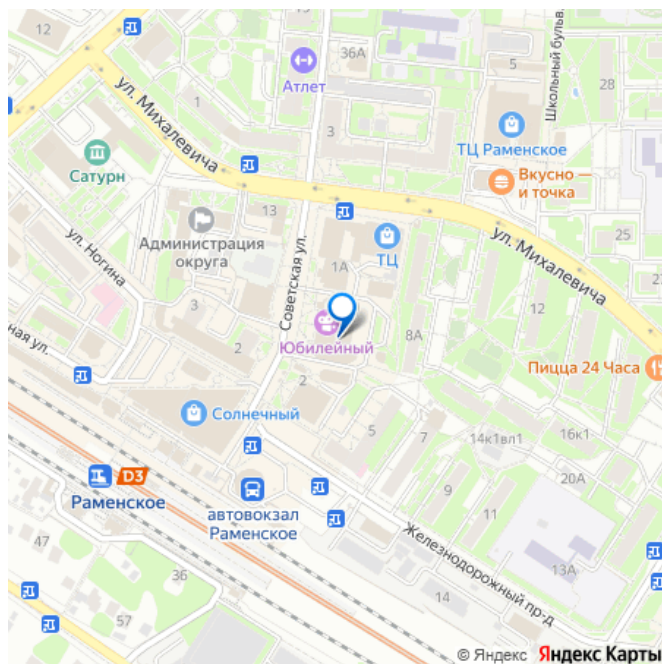 12
36А
Атлет
5
Школьный бульв.
28
ул. Михалевича
1
3
ТЦ Раменское
Сатурн
Вкусно —
и точка
13
Администрация
округа
ул. Ногина
Советская ул.
ТЦ
1А
ул. Михалевича
25
23
12
3
2
Юбилейный
8А
ная ул.
2
Пицца 24 Часа
Солнечный
5
7
14к1вл1
16к1
20А
D3
Раменское
автовокзал
Раменское
9
11
Железнодорожный пр-д
47
36
57
13А
14
© Яндекс Яндекс Карты